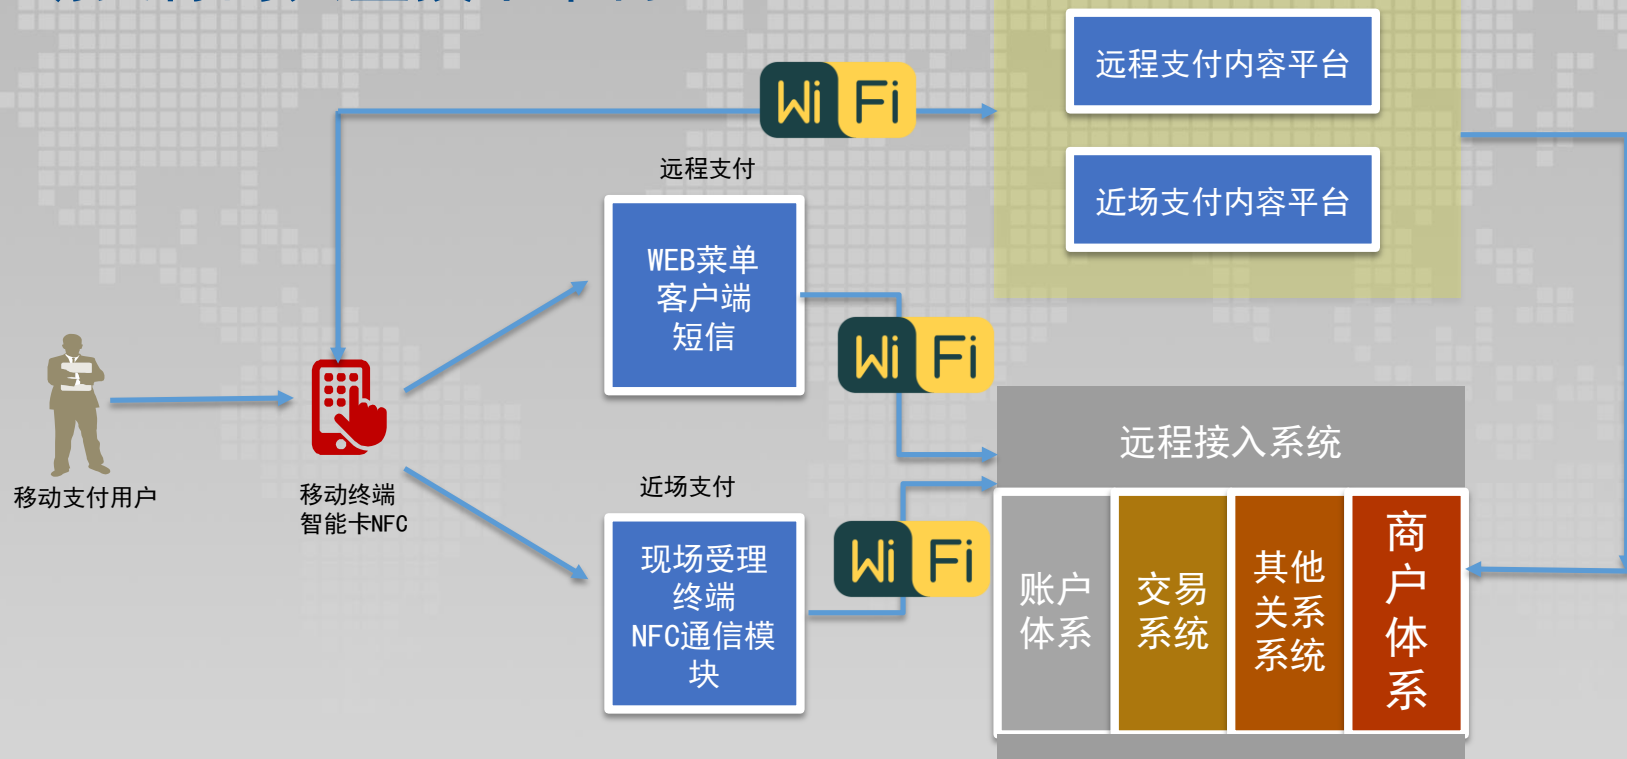 远程支付内容平台
Wi Fi
远程支付
近场支付内容平台
WEB菜单
客户端
短信
Wi Fi
远程接入系统
移动支付用户
移动终端
智能卡NFC
近场支付
现场受理
终端
NFC通信模
块
Wi Fi
账户
体系
交易
系统
其他
关系
系统
商
户
体
系